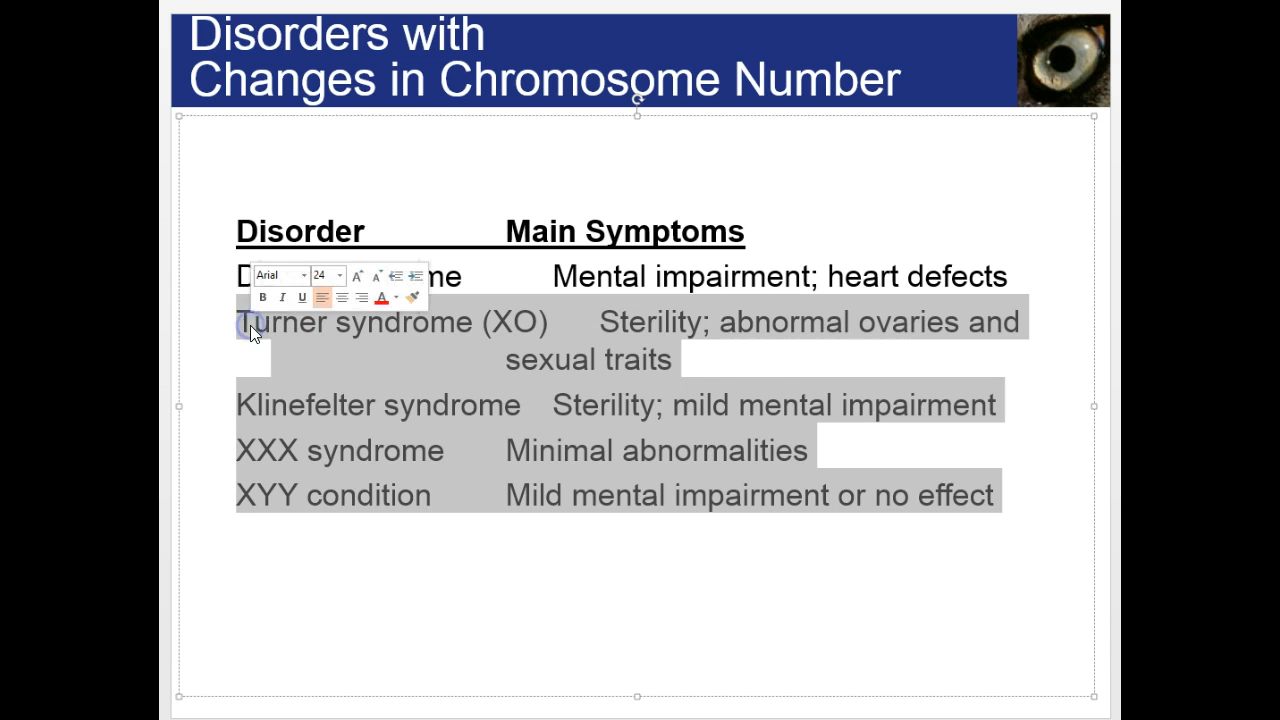 Disorders with
Changes in Chromosome Number
Disorder Main Symptoms
Mental impairment; heart defects
Arial 24
B I U A
Turner syndrome (XO) Sterility; abnormal ovaries and
sexual traits
Klinefelter syndrome Sterility; mild mental impairment
XXX syndrome Minimal abnormalities
XYY condition Mild mental impairment or no effect